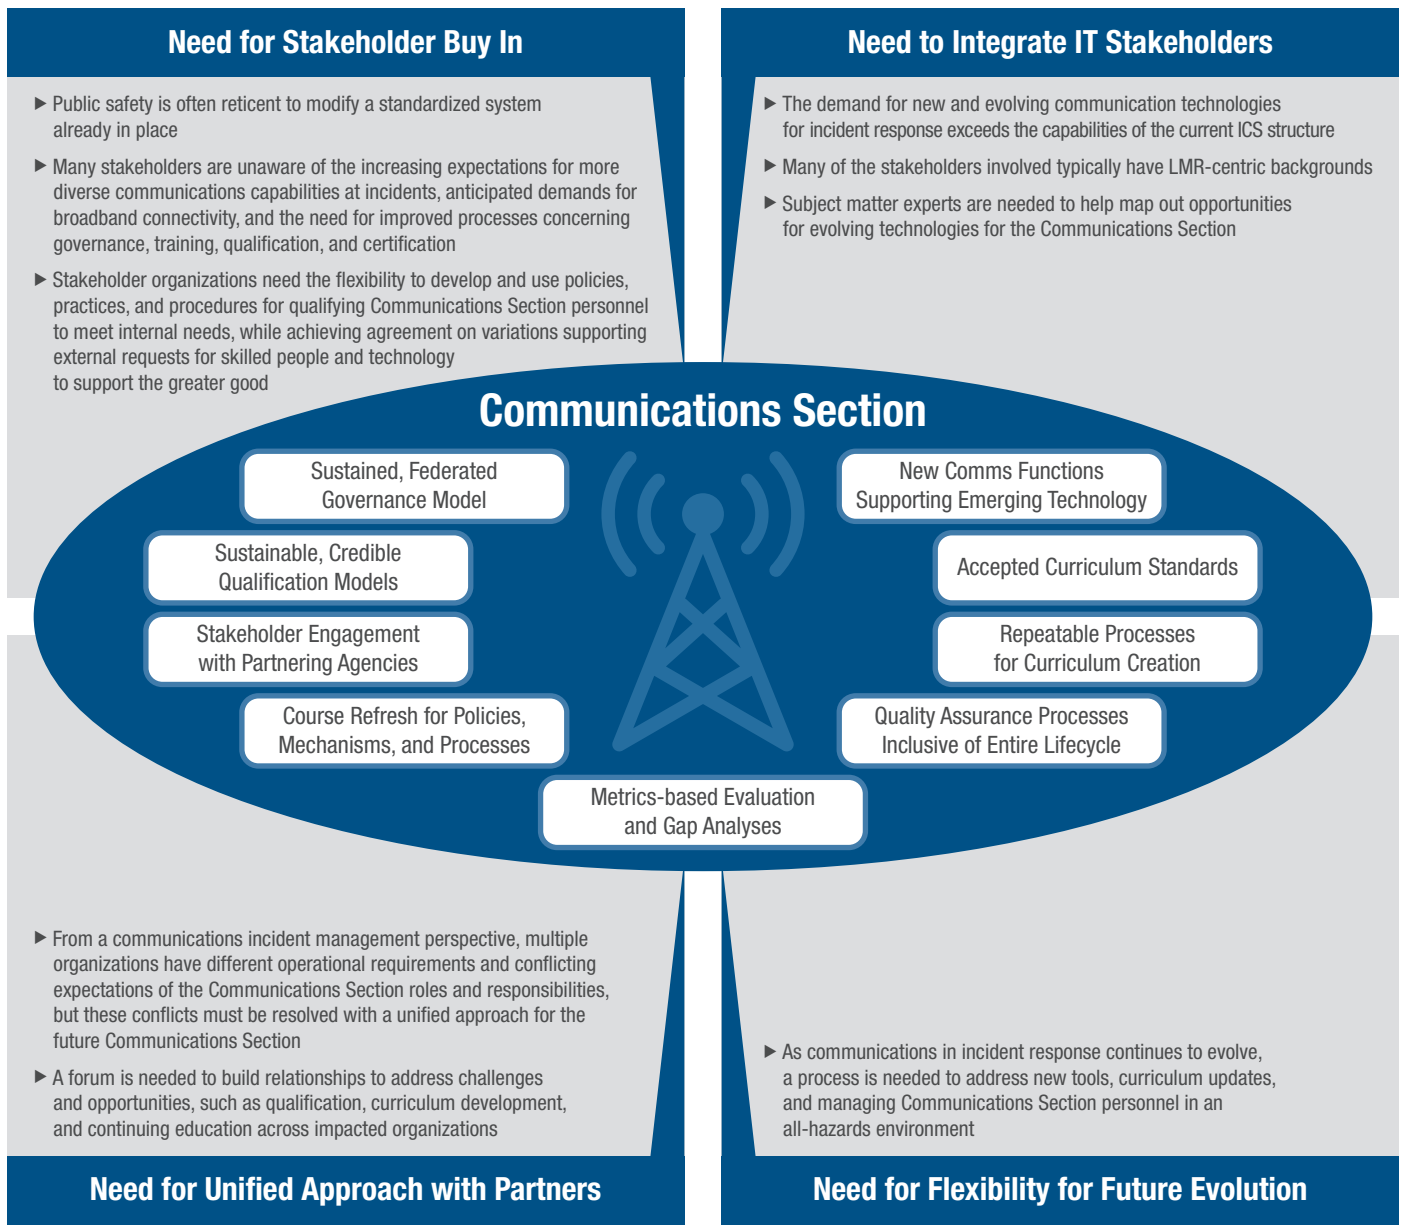 Need for Stakeholder Buy In
▶ Public safety is often reticent to modify a standardized system
already in place
▶ Many stakeholders are unaware of the increasing expectations for more
diverse communications capabilities at incidents, anticipated demands for
broadband connectivity, and the need for improved processes concerning
governance, training, qualification, and certification
▶ Stakeholder organizations need the flexibility to develop and use policies,
practices, and procedures for qualifying Communications Section personnel
to meet internal needs, while achieving agreement on variations supporting
external requests for skilled people and technology
to support the greater good
Need to Integrate IT Stakeholders
▶ The demand for new and evolving communication technologies
for incident response exceeds the capabilities of the current ICS structure
▶ Many of the stakeholders involved typically have LMR-centric backgrounds
▶ Subject matter experts are needed to help map out opportunities
for evolving technologies for the Communications Section
Communications Section
Sustained, Federated
Governance Model
Sustainable, Credible
Qualification Models
Stakeholder Engagement
with Partnering Agencies
Course Refresh for Policies,
Mechanisms, and Processes
New Comms Functions
Supporting Emerging Technology
Accepted Curriculum Standards
Repeatable Processes
for Curriculum Creation
Quality Assurance Processes
Inclusive of Entire Lifecycle
Metrics-based Evaluation
and Gap Analyses
▶ From a communications incident management perspective, multiple
organizations have different operational requirements and conflicting
expectations of the Communications Section roles and responsibilities,
but these conflicts must be resolved with a unified approach for the
future Communications Section
▶ A forum is needed to build relationships to address challenges
and opportunities, such as qualification, curriculum development,
and continuing education across impacted organizations
Need for Unified Approach with Partners
▶ As communications in incident response continues to evolve,
a process is needed to address new tools, curriculum updates,
and managing Communications Section personnel in an
all-hazards environment
Need for Flexibility for Future Evolution